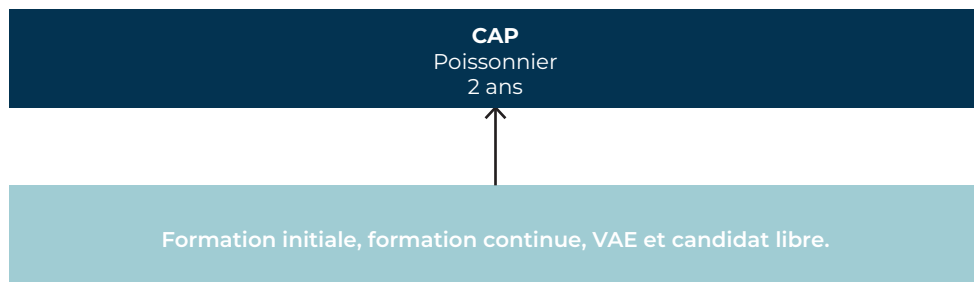 CAP
Poissonnier
2 ans
Formation initiale, formation continue, VAE et candidat libre.